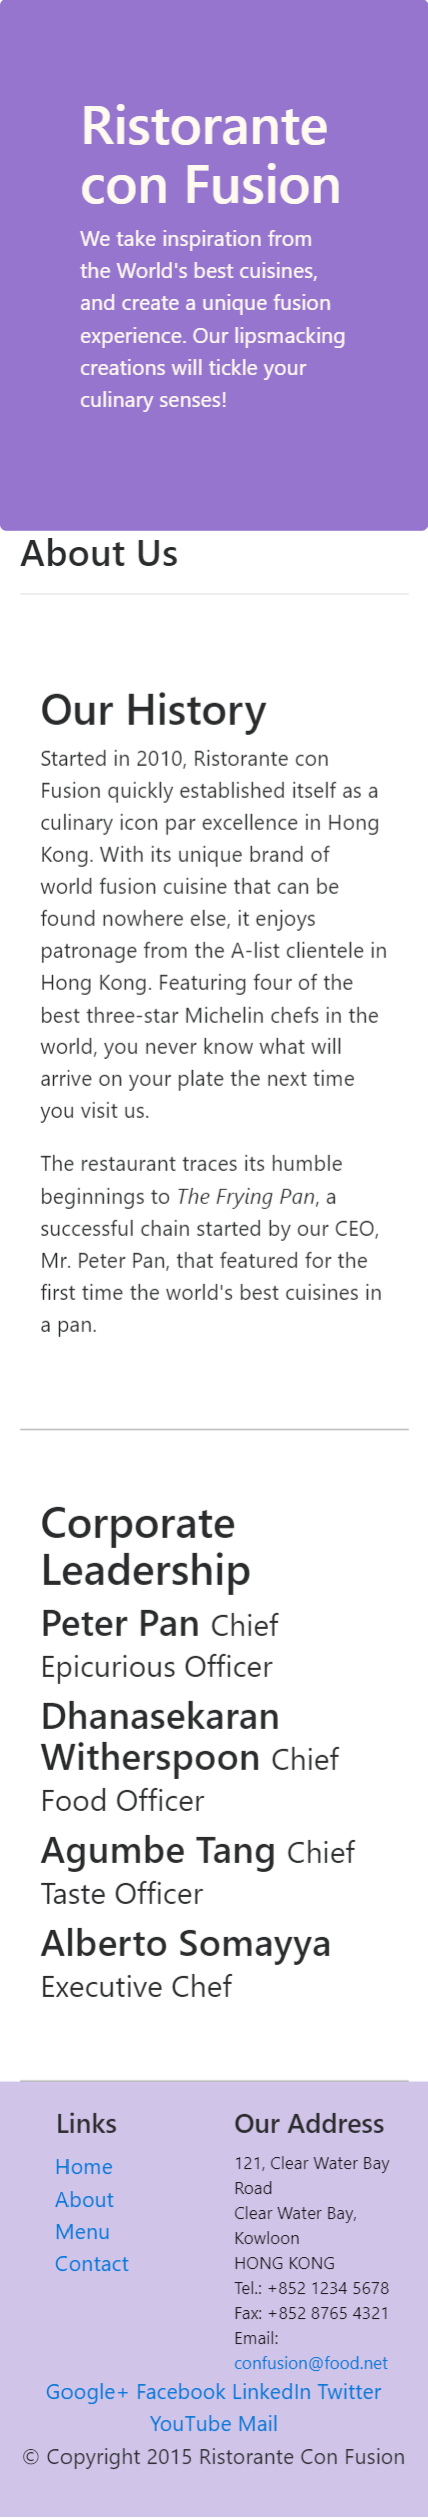 Ristorante
con Fusion
We take inspiration from
the World's best cuisines,
and create a unique fusion
experience. Our lipsmacking
creations will tickle your
culinary senses!
About Us
Our History
Started in 2010, Ristorante con
Fusion quickly established itself as a
culinary icon par excellence in Hong
Kong. With its unique brand of
world fusion cuisine that can be
found nowhere else, it enjoys
patronage from the A-list clientele in
Hong Kong. Featuring four of the
best three-star Michelin chefs in the
world, you never know what will
arrive on your plate the next time
you visit us.
The restaurant traces its humble
beginnings to The Frying Pan, a
successful chain started by our CEO,
Mr. Peter Pan, that featured for the
first time the world's best cuisines in
a pan.
Corporate
Leadership
Peter Pan Chief
Epicurious Officer
Dhanasekaran
Witherspoon Chief
Food Officer
Agumbe Tang Chief
Taste Officer
Alberto Somayya
Executive Chef
Links
Home
About
Menu
Contact
Our Address
121, Clear Water Bay
Road
Clear Water Bay,
Kowloon
HONG KONG
Tel.: +852 1234 5678
Fax: +852 8765 4321
Email:
confusion@food.net
Google+ Facebook LinkedIn Twitter
YouTube Mail
© Copyright 2015 Ristorante Con Fusion